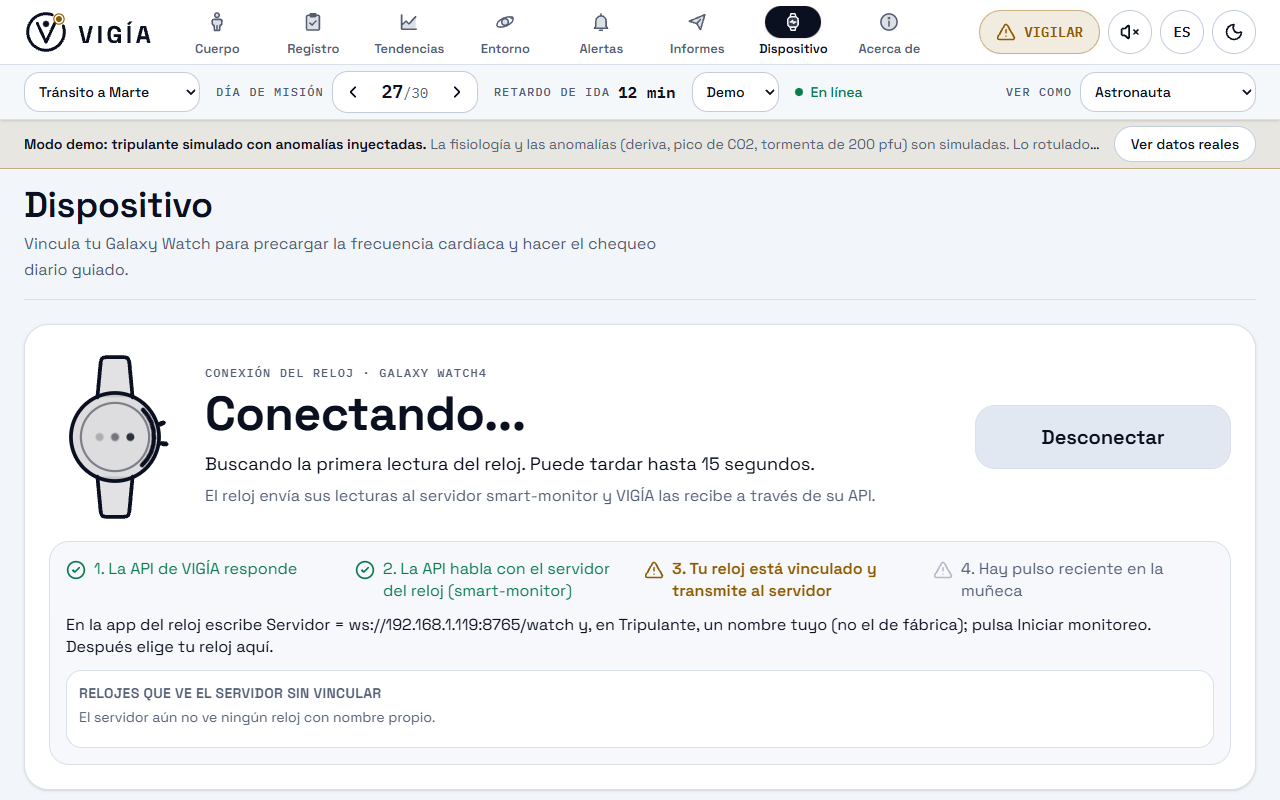 VIGÍA
Cuerpo
Registro
Tendencias
Entorno
Alertas
Informes
Dispositivo
Acerca de
VIGILAR
ES
Tránsito a Marte
DÍA DE MISIÓN
27/30
RETARDO DE IDA 12 min
Demo
En línea
VER COMO
Astronauta
Modo demo: tripulante simulado con anomalías inyectadas. La fisiología y las anomalías (deriva, pico de CO2, tormenta de 200 pfu) son simuladas. Lo rotulado...
Ver datos reales
Dispositivo
Vincula tu Galaxy Watch para precargar la frecuencia cardíaca y hacer el chequeo
diario guiado.
CONEXIÓN DEL RELOJ · GALAXY WATCH4
Conectando...
Buscando la primera lectura del reloj. Puede tardar hasta 15 segundos.
El reloj envía sus lecturas al servidor smart-monitor y VIGÍA las recibe a través de su API.
Desconectar
1. La API de VIGÍA responde
2. La API habla con el servidor
del reloj (smart-monitor)
3. Tu reloj está vinculado y
transmite al servidor
4. Hay pulso reciente en la
muñeca
En la app del reloj escribe Servidor = ws://192.168.1.119:8765/watch y, en Tripulante, un nombre tuyo (no el de fábrica); pulsa Iniciar monitoreo.
Después elige tu reloj aquí.
RELOJES QUE VE EL SERVIDOR SIN VINCULAR
El servidor aún no ve ningún reloj con nombre propio.